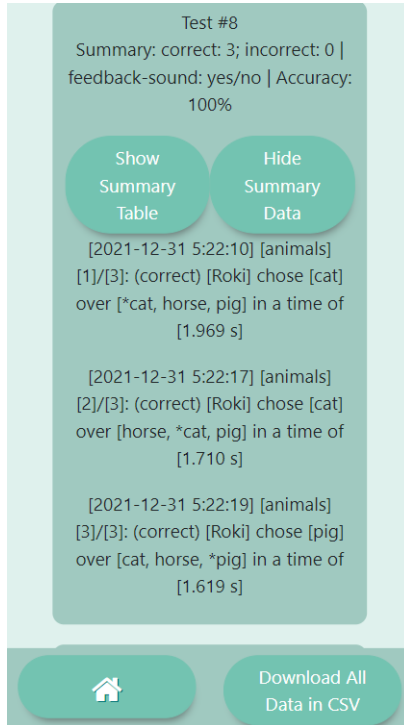 Test #8
Summary: correct: 3; incorrect: 0 |
feedback-sound: yes/no | Accuracy:
100%
Show
Summary
Table
Hide
Summary
Data
[2021-12-31 5:22:10] [animals]
[1]/[3]: (correct) [Roki] chose [cat]
over [*cat, horse, pig] in a time of
[1.969 s]
[2021-12-31 5:22:17] [animals]
[2]/[3]: (correct) [Roki] chose [cat]
over [horse, *cat, pig] in a time of
[1.710 s]
[2021-12-31 5:22:19] [animals]
[3]/[3]: (correct) [Roki] chose [pig]
over [cat, horse, *pig] in a time of
[1.619 s]
Download All
Data in CSV